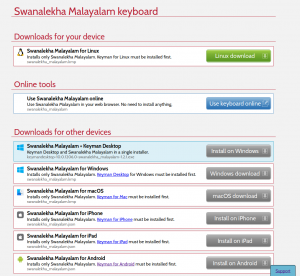 Swanalekha Malayalam keyboard
Downloads for your device
Swanalekha Malayalam for Linux
Installs only Swanalekha Malayalam. Keyman for Linux must be installed first.
swanalekha_malayalam.kmp
Linux download
Online tools
Use Swanalekha Malayalam online
Use Swanalekha Malayalam in your web browser. No need to install anything.
swanalekha_malayalam
Use keyboard online
Downloads for other devices
Swanalekha Malayalam + Keyman Desktop
Keyman Desktop and Swanalekha Malayalam in a single installer.
Install on Windows
Swanalekha Malayalam for Windows
Installs only Swanalekha Malayalam. Keyman Desktop for Windows must be installed first.
swanalekha_malayalam.kmp
Windows download
Swanalekha Malayalam for macOS
Installs only Swanalekha Malayalam. Keyman for Mac must be installed first.
swanalekha_malayalam.kmp
macOS download
Swanalekha Malayalam for iPhone
Installs only Swanalekha Malayalam. Keyman for iPhone must be installed first.
Install on iPhone
Swanalekha Malayalam for iPad
Installs only Swanalekha Malayalam. Keyman for iPad must be installed first.
Install on iPad
Swanalekha Malayalam for Android
Installs only Swanalekha Malayalam. Keyman for Android must be installed first.
Install on Android
Support